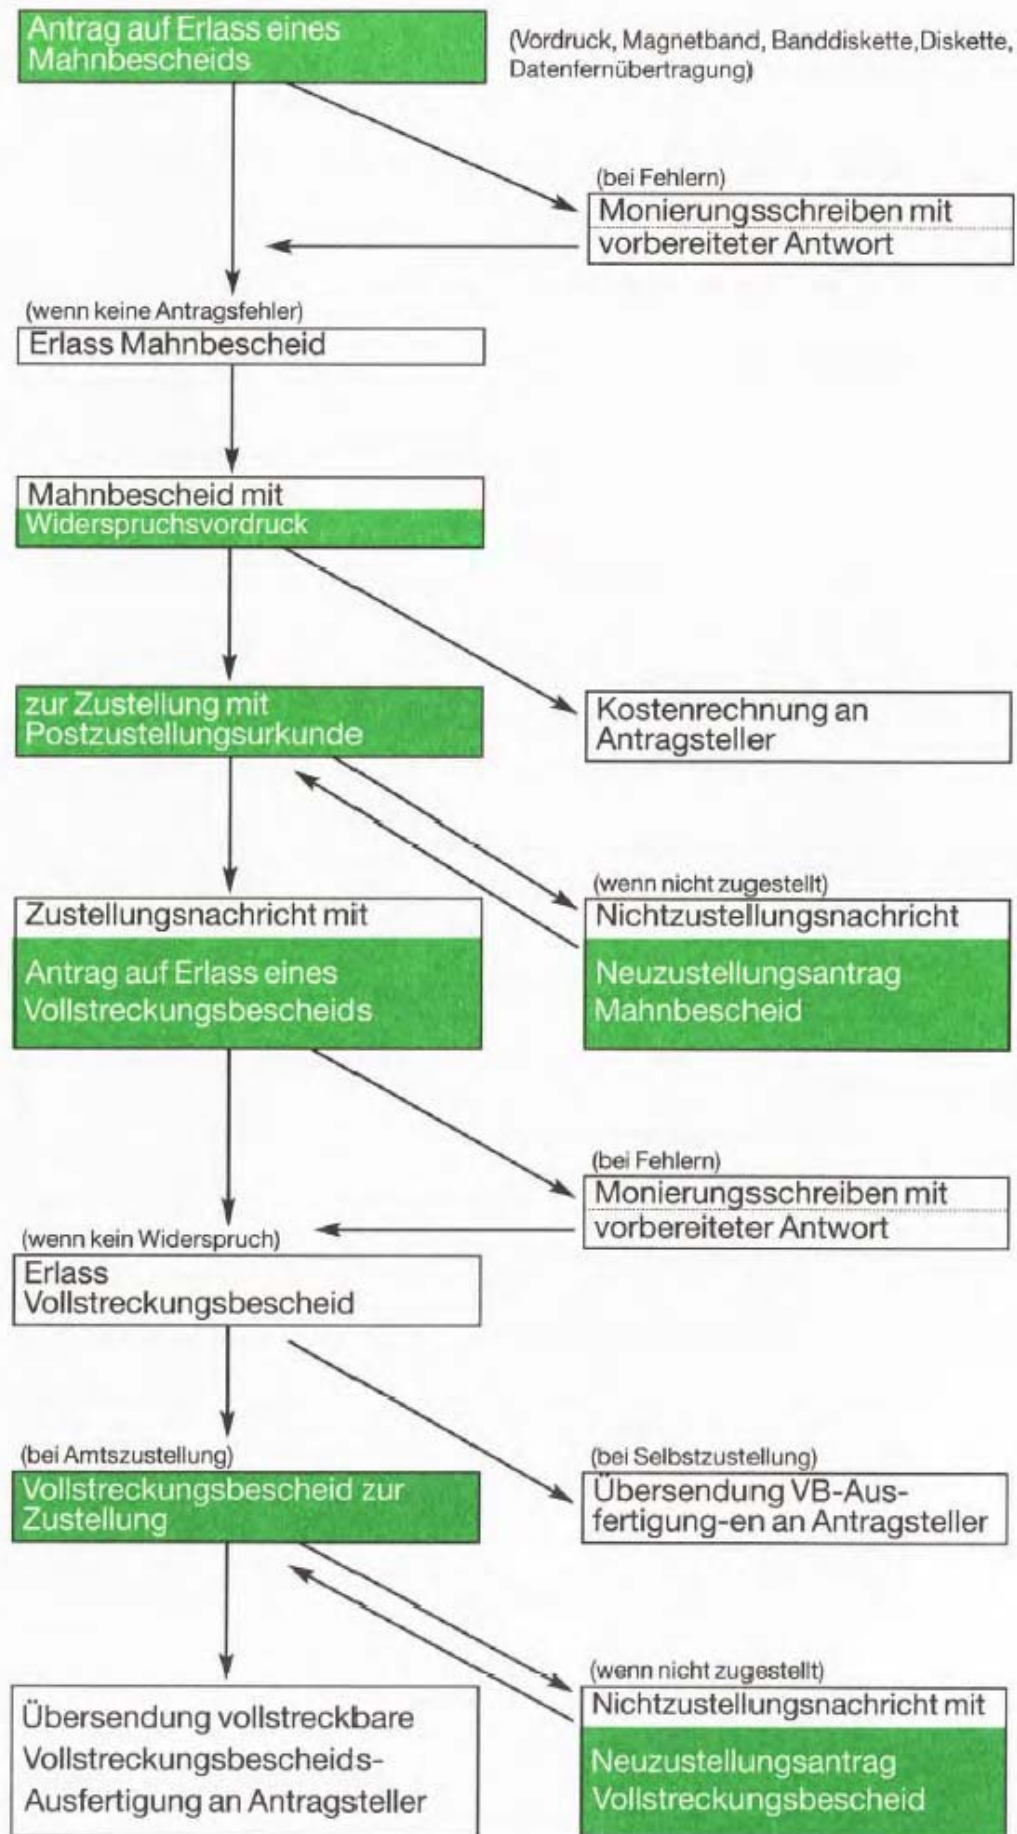 Antrag auf Erlass eines
Mahnbescheids
(Vordruck, Magnetband, Banddiskette, Diskette,
Datenfernübertragung)
(bei Fehlern)
Monierungsschreiben mit
vorbereiteter Antwort
(wenn keine Antragsfehler)
Erlass Mahnbescheid
Mahnbescheid mit
Widerspruchsvordruck
zur Zustellung mit
Postzustellungsurkunde
Kostenrechnung an
Antragsteller
(wenn nicht zugestellt)
Zustellungsnachricht mit
Antrag auf Erlass eines
Vollstreckungsbescheids
Nichtzustellungsnachricht
Neuzustellungsantrag
Mahnbescheid
(bei Fehlern)
Monierungsschreiben mit
vorbereiteter Antwort
(wenn kein Widerspruch)
Erlass
Vollstreckungsbescheid
(bei Amtszustellung)
Vollstreckungsbescheid zur
Zustellung
(bei Selbstzustellung)
Übersendung VB-Aus-
fertigung-en an Antragsteller
Übersendung vollstreckbare
Vollstreckungsbescheids-
Ausfertigung an Antragsteller
(wenn nicht zugestellt)
Nichtzustellungsnachricht mit
Neuzustellungsantrag
Vollstreckungsbescheid